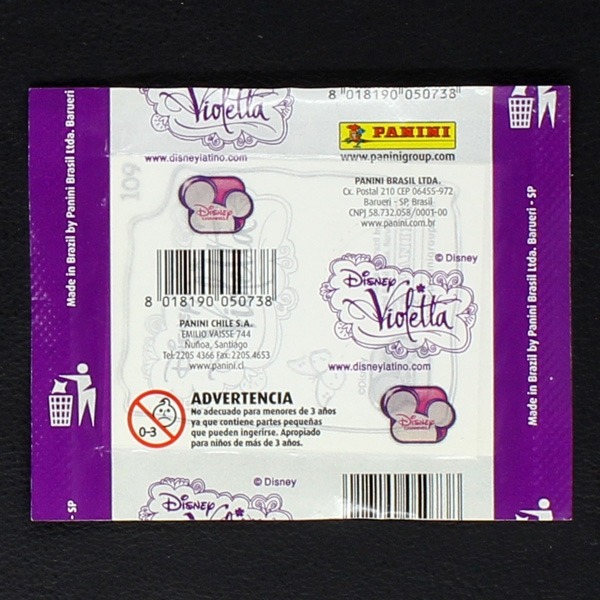 Violetta
www.disneylatino.com
8 018190 050738
PANINI
www.paninigroup.com
PANINI BRASIL LTDA.
Cx. Postal 210 CEP 06455-972
Barueri - SP, Brasil
CNPJ 58.732.058/0001-00
www.panini.com.br
109
Disney
CHANNEL
8 018190 050738
PANINI CHILE S.A.
EMILIO VAISSE 744
Ñuñoa, Santiago
Tel:2205 4366 Fax:2205.4653
www.panini.cl
© Disney
Disney
Violetta
www.disneylatino.com
Disney
CHANNEL
0-3
ADVERTENCIA
No adecuado para menores de 3 años
ya que contiene partes pequeñas
que pueden ingerirse. Apropiado
para niños de más de 3 años.
© Disney
Disney
Violetta
Made in Brazil by Panini Brasil Ltda. Barueri
- SP
Made in Brazil by Panini Brasil Ltda. Barueri - SP